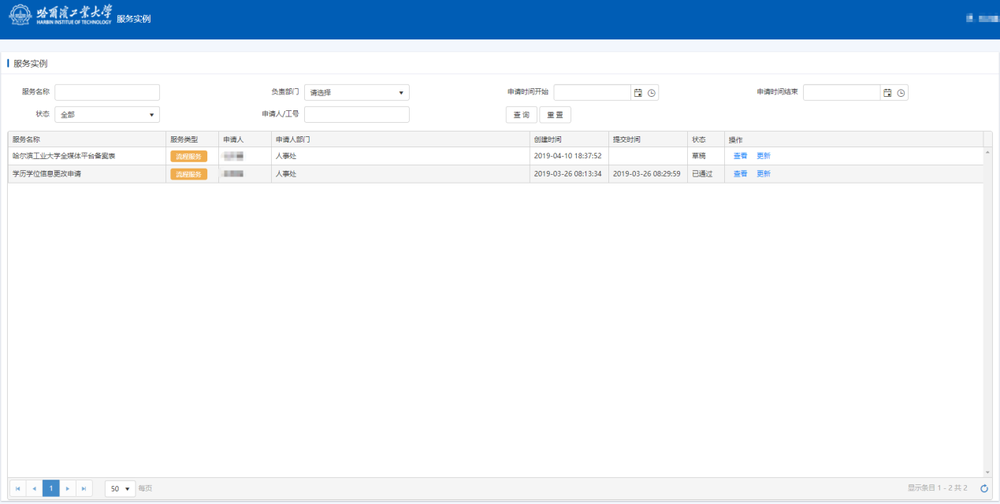 哈爾濱工業大学
HARBIN INSTITUE OF TECHNOLOGY
服务实例
服务实例
服务名称 负责部门 请选择 申请时间开始 申请时间结束
状态 全部 申请人/工号 查 询 重 置
服务名称 服务类型 申请人 申请人部门 创建时间 提交时间 状态 操作
哈尔滨工业大学全媒体平台备案表 流程服务 人事处 2019-04-10 18:37:52 草稿 查看 更新
学历学位信息更改申请 流程服务 人事处 2019-03-26 08:13:34 2019-03-26 08:29:59 已通过 查看 更新
1 50 每页 显示条目 1 - 2 共 2